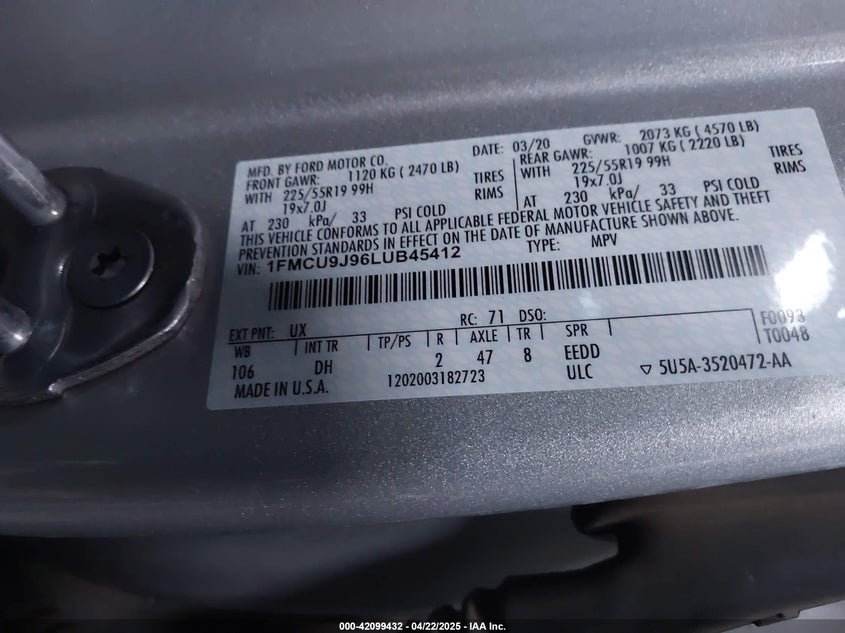 MFD. BY FORD MOTOR CO. DATE: 03/20 GVWR: 2073 KG ( 4570 LB)
FRONT GAWR: 1120 KG ( 2470 LB) REAR GAWR: 1007 KG ( 2220 LB)
WITH 225/55R19 99H TIRES WITH 225/55R19 99H TIRES
19x7.0J RIMS 19x7.0J RIMS
AT 230 kPa/ 33 PSI COLD AT 230 kPa/ 33 PSI COLD
THIS VEHICLE CONFORMS TO ALL APPLICABLE FEDERAL MOTOR VEHICLE SAFETY AND THEFT
PREVENTION STANDARDS IN EFFECT ON THE DATE OF MANUFACTURE SHOWN ABOVE.
VIN: 1FMCU9J96LUB45412 TYPE: MPV
EXT PNT: UX RC: 71 DSO: F0093
WB INT TR TP/PS R AXLE TR SPR T0048
106 DH 2 47 8 EEDD
MADE IN U.S.A. 1202003182723 ULC ▽ 5U5A-3520472-AA
000-42099432 - 04/22/2025 - IAA Inc.